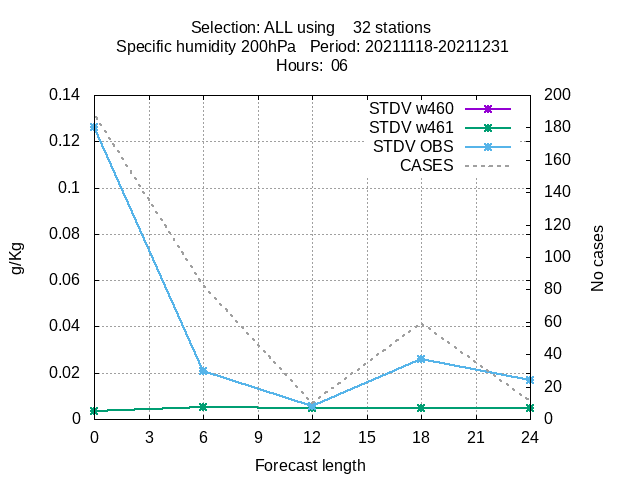 Selection: ALL using    32 stations
Specific humidity 200hPa   Period: 20211118-20211231
Hours:  06
0.14
0.12
0.1
0.08
0.06
0.04
0.02
0
g/Kg
STDV w460
STDV w461
STDV OBS
CASES
200
180
160
140
120
100
80
60
40
20
0
No cases
0 3 6 9 12 15 18 21 24
Forecast length